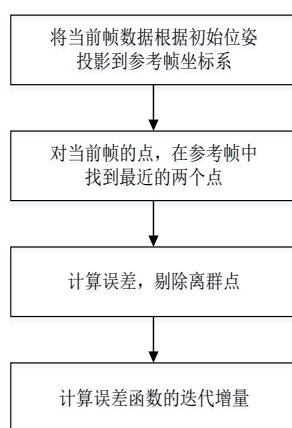 将当前帧数据根据初始位姿
投影到参考帧坐标系
对当前帧的点，在参考帧中
找到最近的两个点
计算误差，剔除离群点
计算误差函数的迭代增量